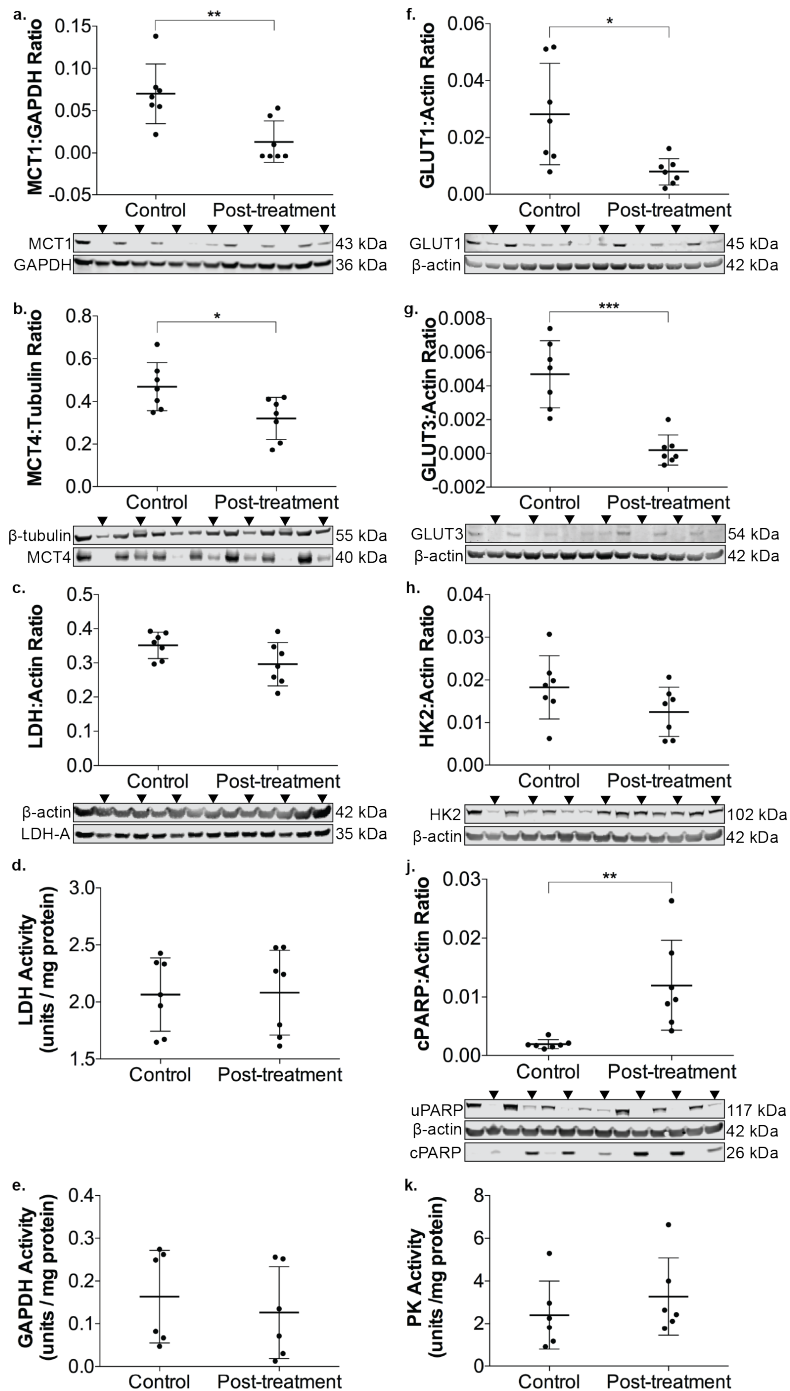 a.
MCT1:GAPDH Ratio
0.15
0.10
0.05
0.00
-0.05
**
Control
Post-treatment
MCT1
43 kDa
GAPDH
36 kDa
b.
MCT4:Tubulin Ratio
0.8
0.6
0.4
0.2
0.0
*
Control
Post-treatment
β-tubulin
55 kDa
MCT4
40 kDa
c.
LDH:Actin Ratio
0.5
0.4
0.3
0.2
0.1
0.0
Control
Post-treatment
β-actin
42 kDa
LDH-A
35 kDa
d.
LDH Activity
(units / mg protein)
3.0
2.5
2.0
1.5
Control
Post-treatment
e.
GAPDH Activity
(units / mg protein)
0.4
0.3
0.2
0.1
0.0
Control
Post-treatment
f.
GLUT1:Actin Ratio
0.06
0.04
0.02
0.00
*
Control
Post-treatment
GLUT1
45 kDa
β-actin
42 kDa
g.
GLUT3:Actin Ratio
0.008
0.006
0.004
0.002
0.000
-0.002
***
Control
Post-treatment
GLUT3
54 kDa
β-actin
42 kDa
h.
HK2:Actin Ratio
0.04
0.03
0.02
0.01
0.00
Control
Post-treatment
HK2
102 kDa
β-actin
42 kDa
j.
cPARP:Actin Ratio
0.03
0.02
0.01
0.00
**
Control
Post-treatment
uPARP
117 kDa
β-actin
42 kDa
cPARP
26 kDa
k.
PK Activity
(units /mg protein)
8
6
4
2
0
Control
Post-treatment